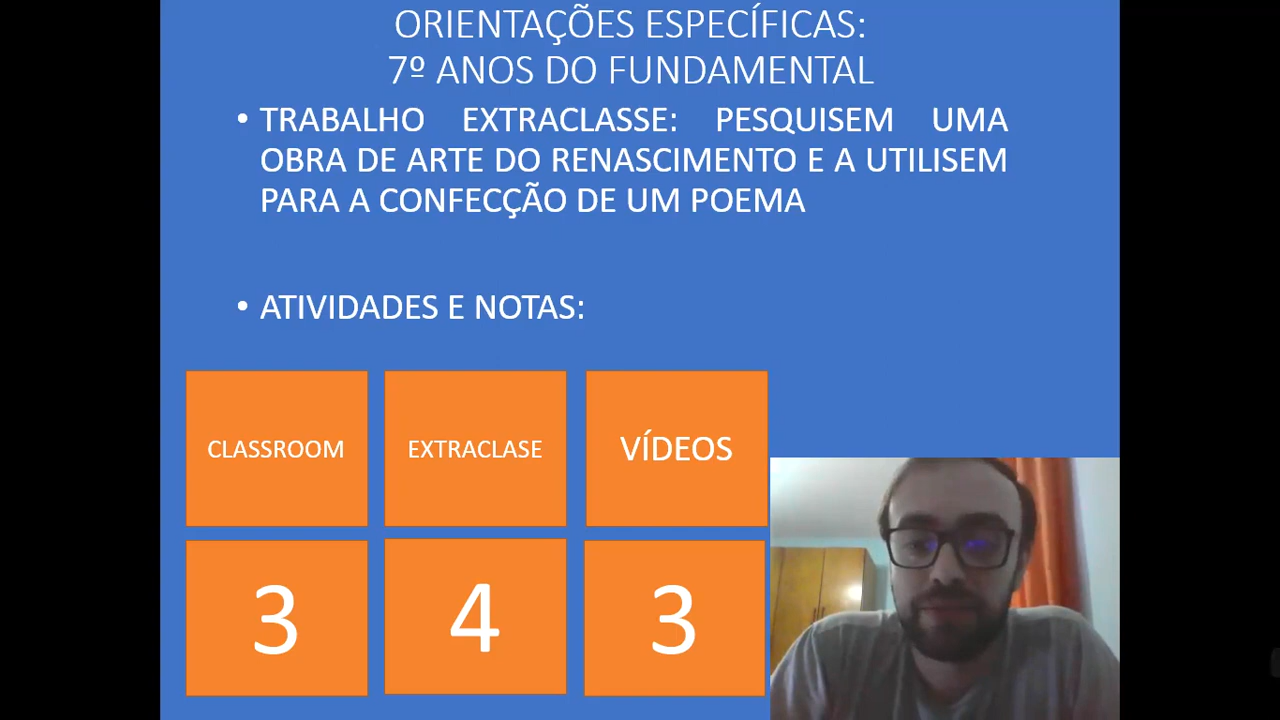 ORIENTAÇÕES ESPECÍFICAS:
7º ANOS DO FUNDAMENTAL
• TRABALHO EXTRACLASSE: PESQUISEM UMA
OBRA DE ARTE DO RENASCIMENTO E A UTILISEM
PARA A CONFECÇÃO DE UM POEMA
• ATIVIDADES E NOTAS:
CLASSROOM EXTRACLASE VÍDEOS
3 4 3